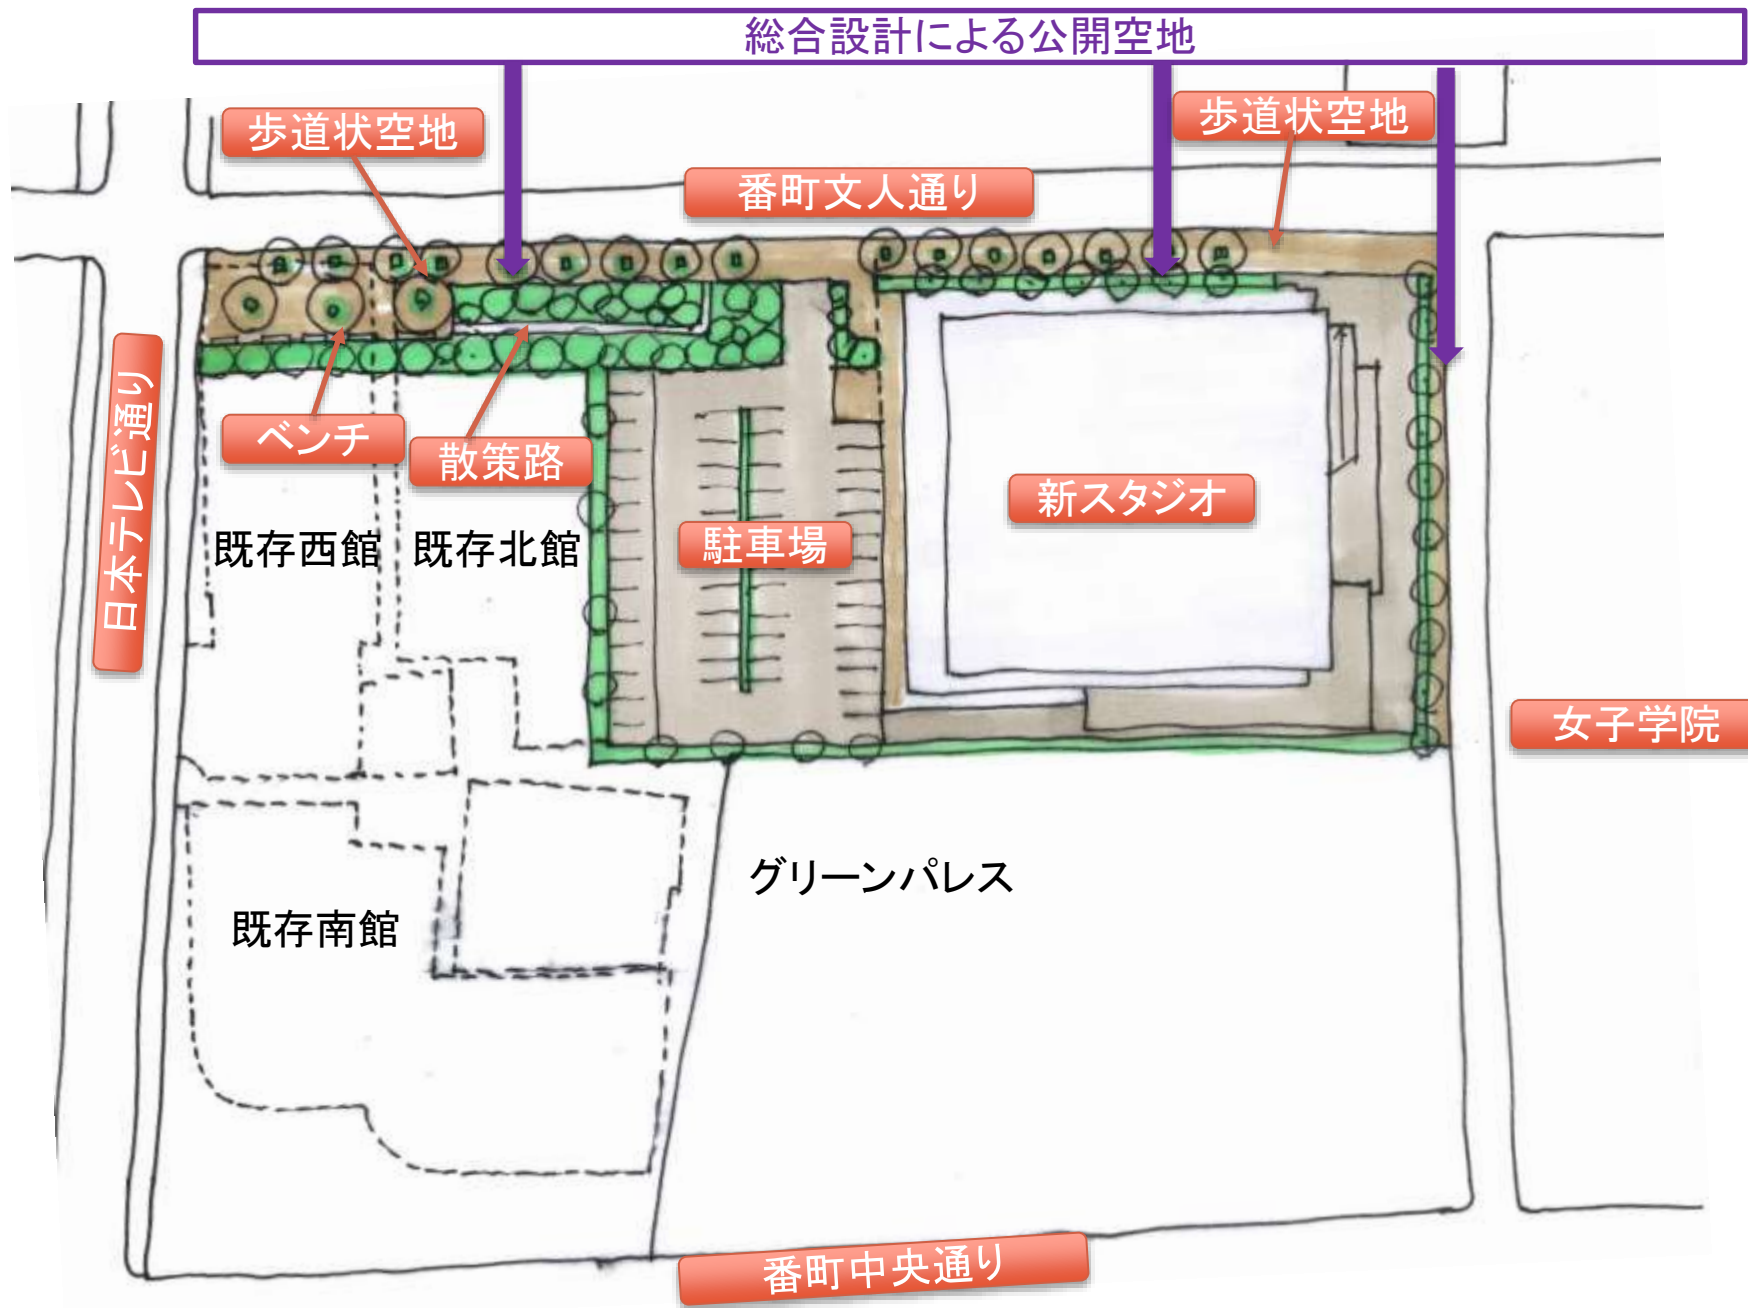 総合設計による公開空地
歩道状空地
歩道状空地
番町文人通り
日本テレビ通り
ベンチ
散策路
新スタジオ
駐車場
既存西館
既存北館
女子学院
グリーンパレス
既存南館
番町中央通り